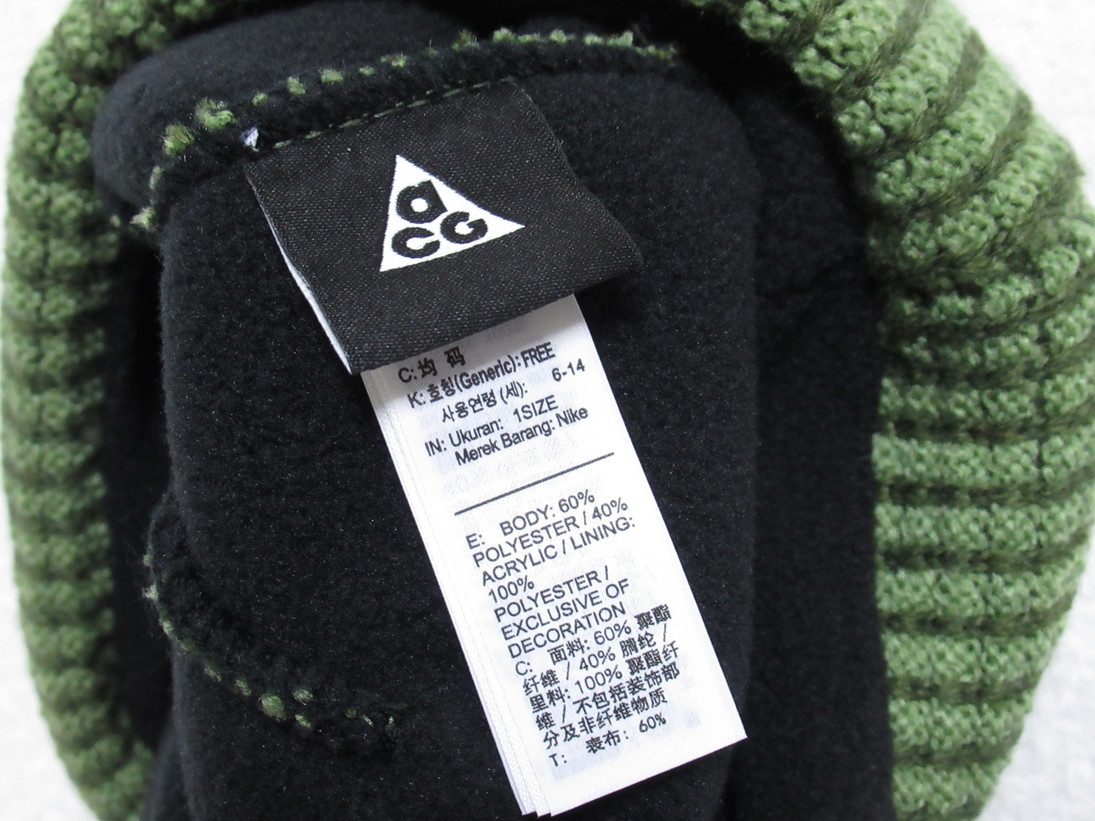 a
CG
C: 均 码
K: 호칭(Generic): FREE
사용연령 (세): 6-14
IN: Ukuran: 1SIZE
Merek Barang: Nike
E: BODY: 60%
POLYESTER / 40%
ACRYLIC / LINING:
100%
POLYESTER /
EXCLUSIVE OF
DECORATION
C: 面料: 60% 聚酯
纤维 / 40% 腈纶 /
里料: 100% 聚酯纤
维 / 不包括装饰部
分及非纤维物质
T: 表布: 60%